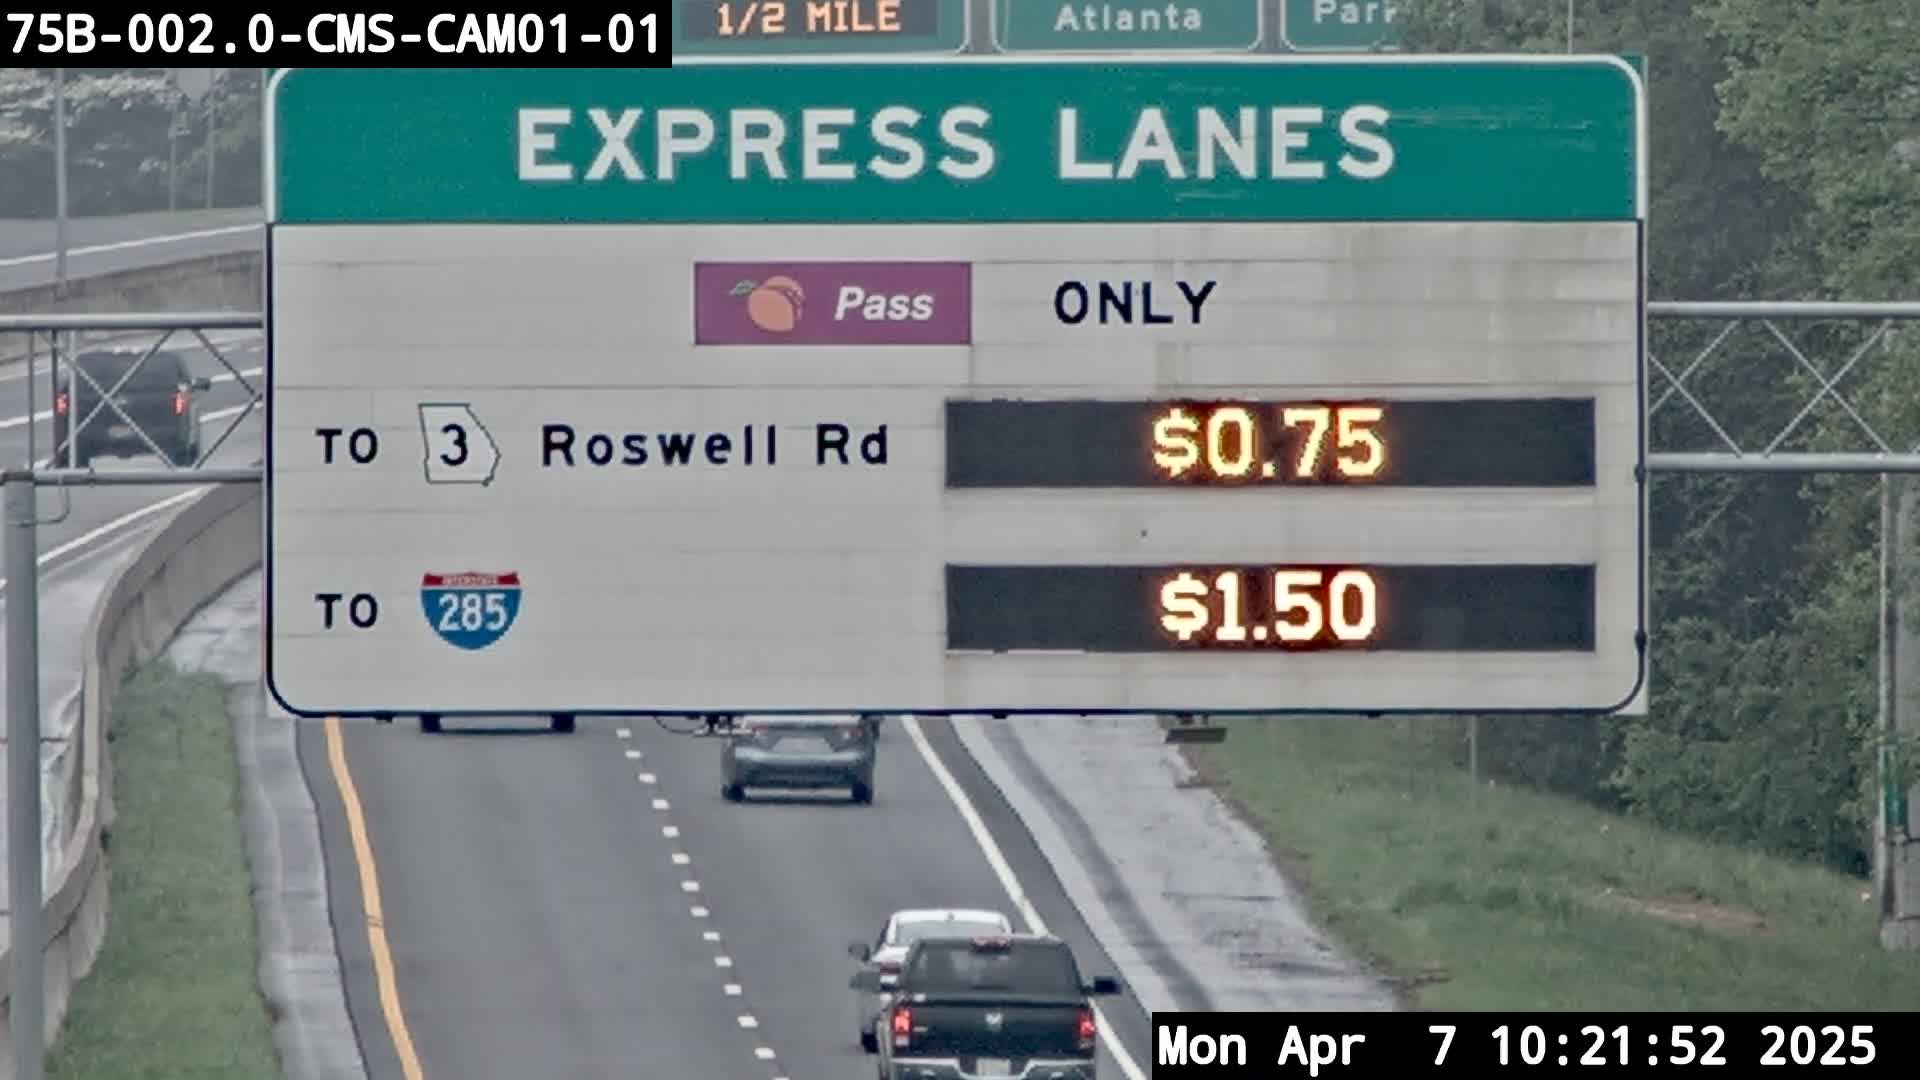 75B-002.0-CMS-CAM01-01
1/2 MILE
Atlanta
EXPRESS LANES
Pass ONLY
TO 3 Roswell Rd $0.75
TO INTERSTATE 285 $1.50
Mon Apr 7 10:21:52 2025